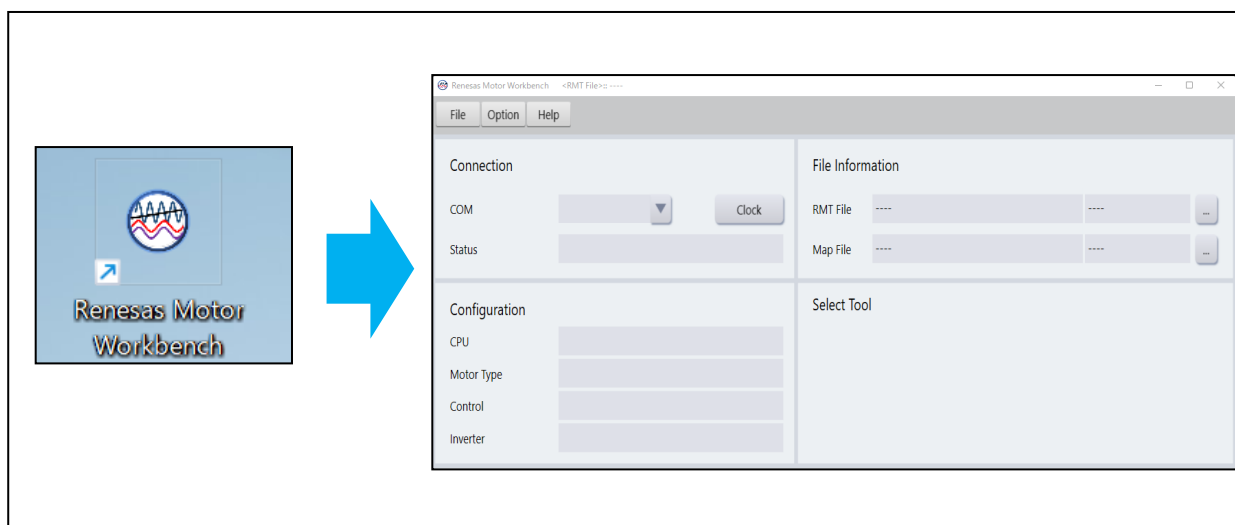 Renesas Motor
Workbench
Renesas Motor Workbench <RMT File>:: ----
File Option Help
Connection
COM Clock
Status
File Information
RMT File ---- ---- ...
Map File ---- ---- ...
Configuration
CPU
Motor Type
Control
Inverter
Select Tool